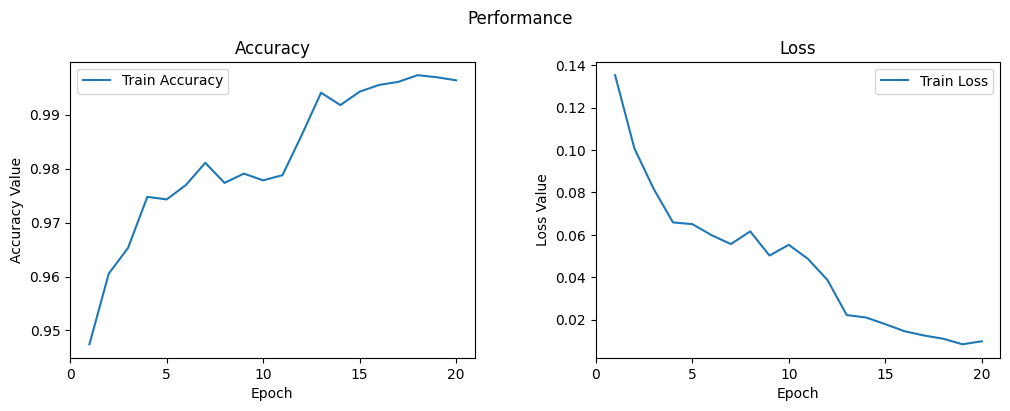 Performance
Accuracy
Train Accuracy
0.99
0.98
0.97
0.96
0.95
Accuracy Value
0 5 10 15 20
Epoch
Loss
Train Loss
0.14
0.12
0.10
0.08
0.06
0.04
0.02
Loss Value
0 5 10 15 20
Epoch